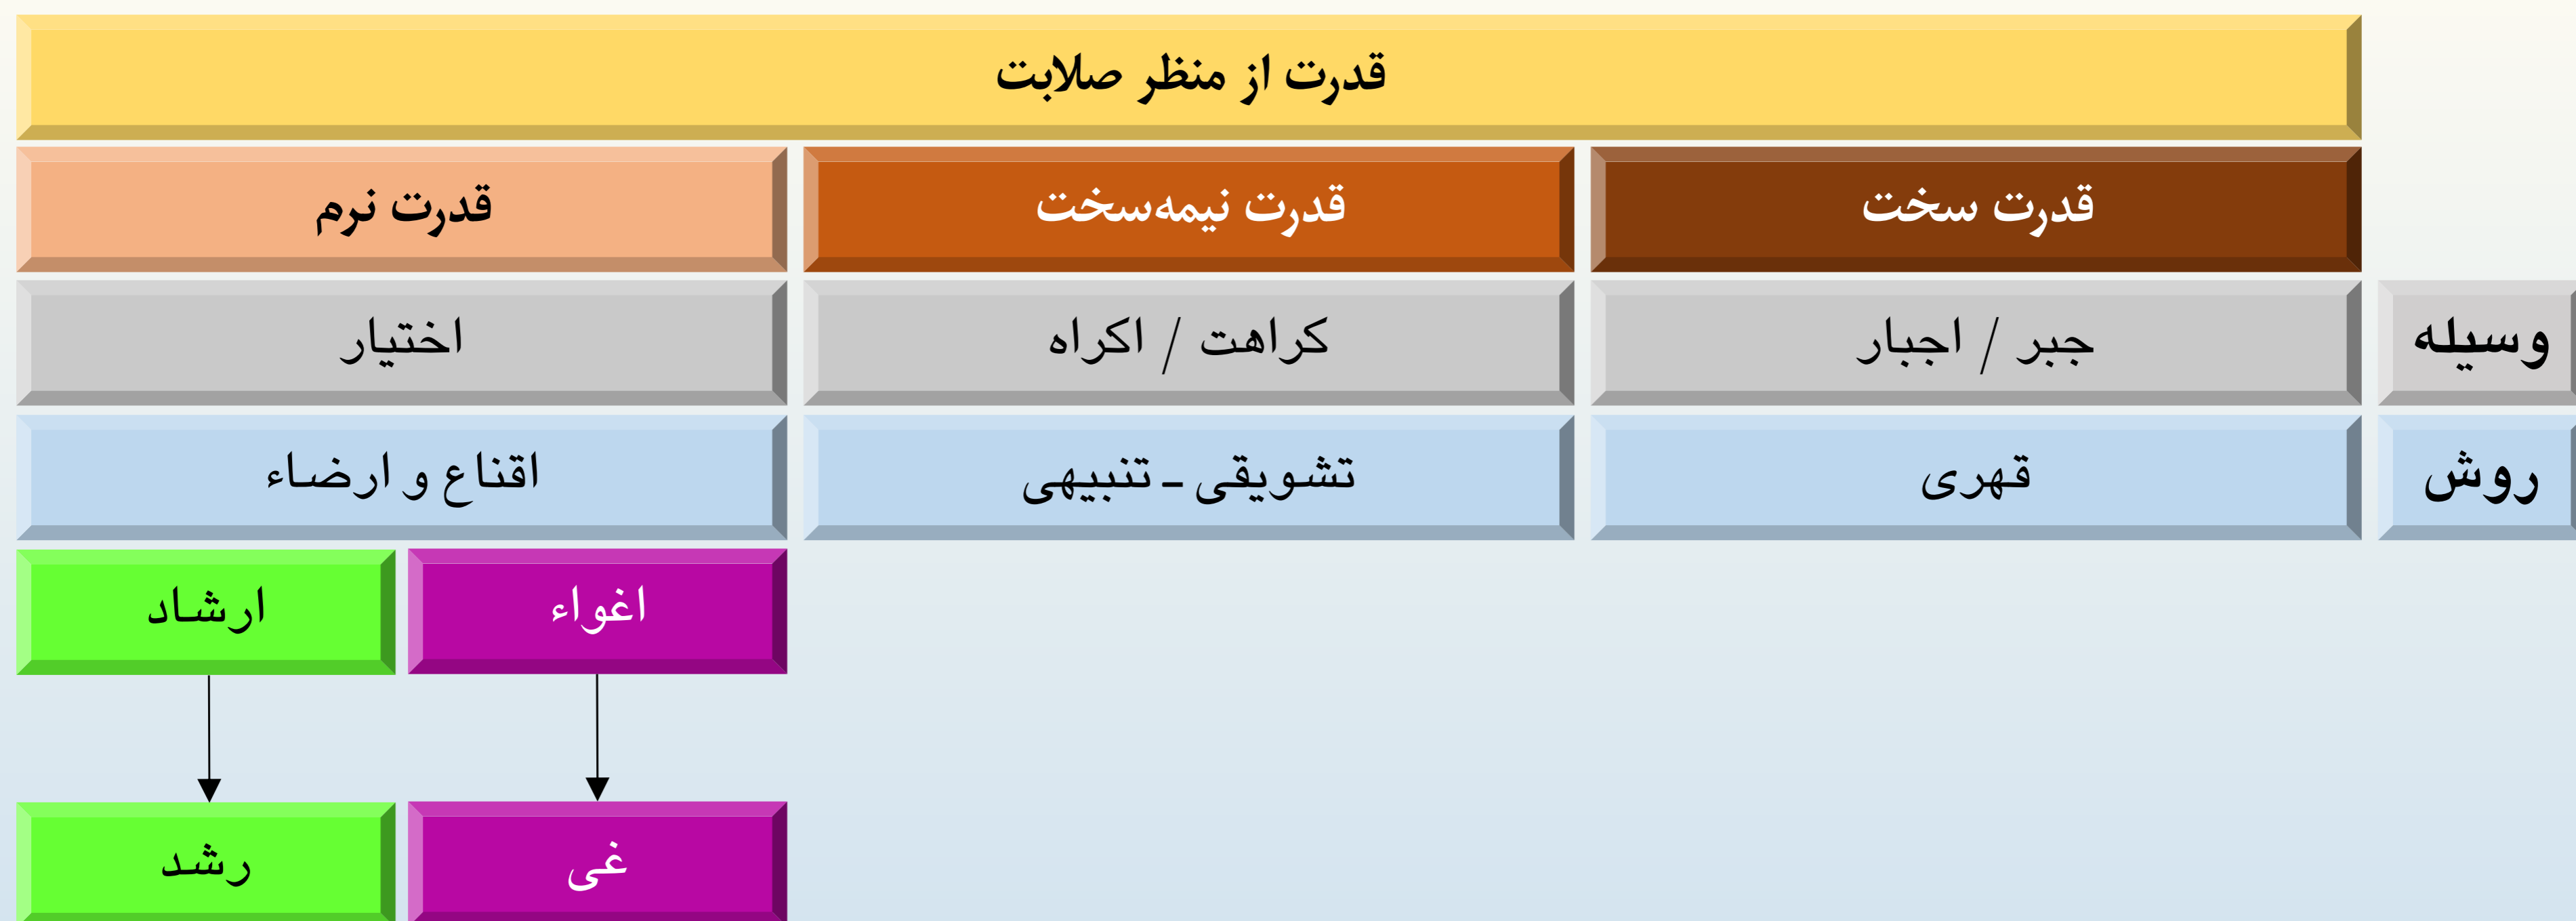 قدرت از منظر صلابت
قدرت سخت
قدرت نیمه‌سخت
قدرت نرم
وسیله
جبر / اجبار
کراهت / اکراه
اختیار
روش
قهری
تشویقی ـ تنبیهی
اقناع و ارضاء
اغواء
ارشاد
غی
رشد